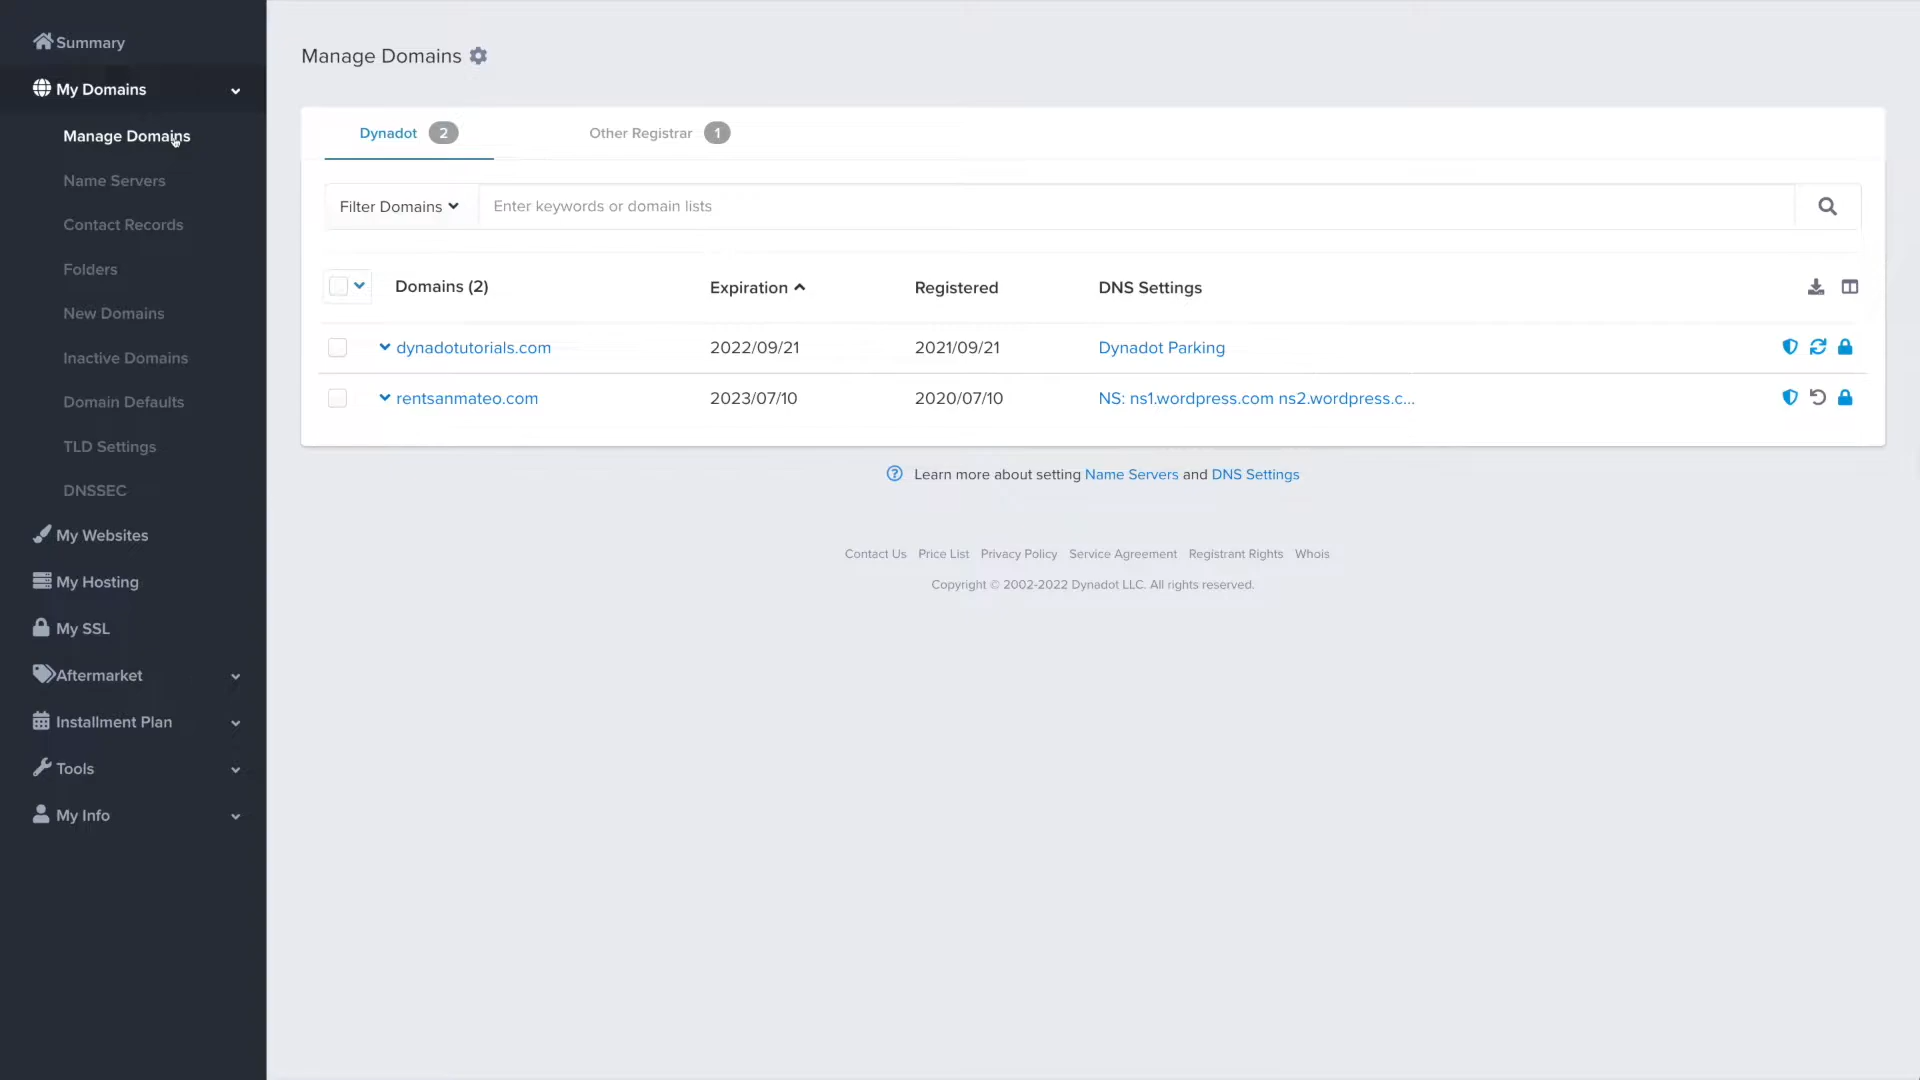 Summary
My Domains
Manage Domains
Name Servers
Contact Records
Folders
New Domains
Inactive Domains
Domain Defaults
TLD Settings
DNSSEC
My Websites
My Hosting
My SSL
Aftermarket
Installment Plan
Tools
My Info
Manage Domains
Dynadot 2 Other Registrar 1
Filter Domains Enter keywords or domain lists
Domains (2) Expiration Registered DNS Settings
dynadotutorials.com 2022/09/21 2021/09/21 Dynadot Parking
rentsanmateo.com 2023/07/10 2020/07/10 NS: ns1.wordpress.com ns2.wordpress.c...
Learn more about setting Name Servers and DNS Settings
Contact Us Price List Privacy Policy Service Agreement Registrant Rights Whois
Copyright © 2002-2022 Dynadot LLC. All rights reserved.